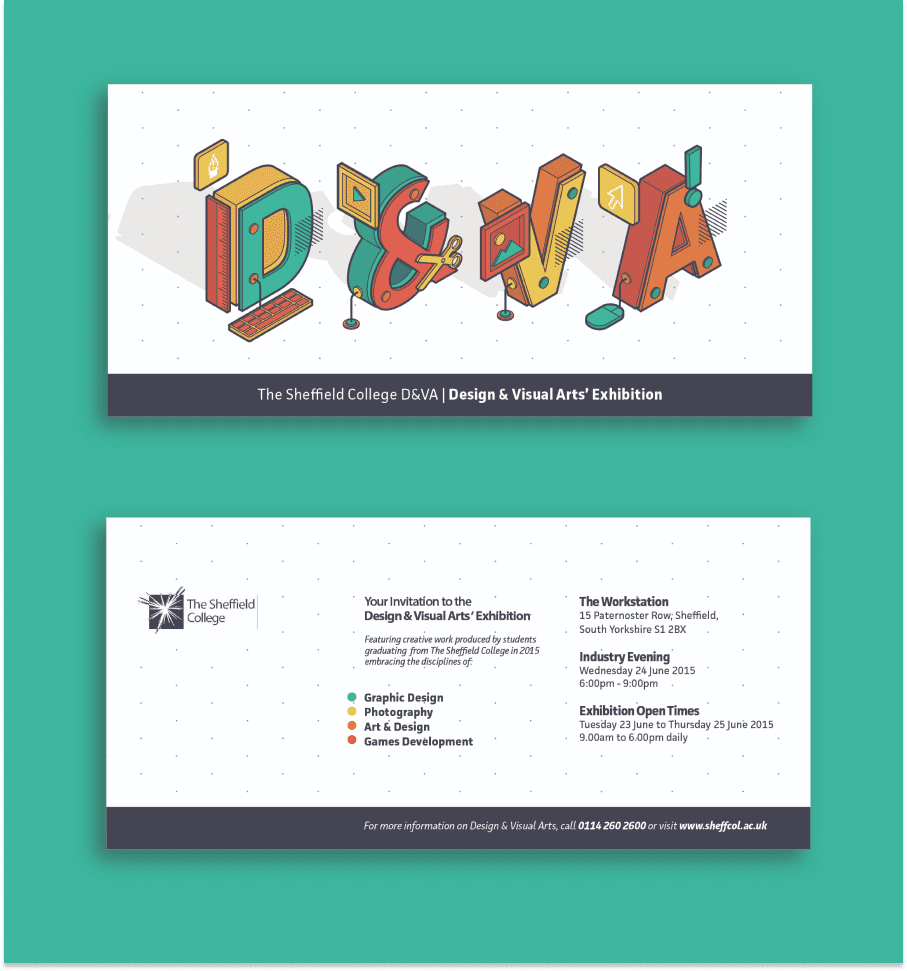 D&VA
The Sheffield College D&VA | Design & Visual Arts' Exhibition
The Sheffield
College
Your Invitation to the
Design & Visual Arts' Exhibition
Featuring creative work produced by students
graduating from The Sheffield College in 2015
embracing the disciplines of:
Graphic Design
Photography
Art & Design
Games Development
The Workstation
15 Paternoster Row, Sheffield,
South Yorkshire S1 2BX
Industry Evening
Wednesday 24 June 2015
6:00pm - 9:00pm
Exhibition Open Times
Tuesday 23 June to Thursday 25 June 2015
9.00am to 6.00pm daily
For more information on Design & Visual Arts, call 0114 260 2600 or visit www.sheffcol.ac.uk